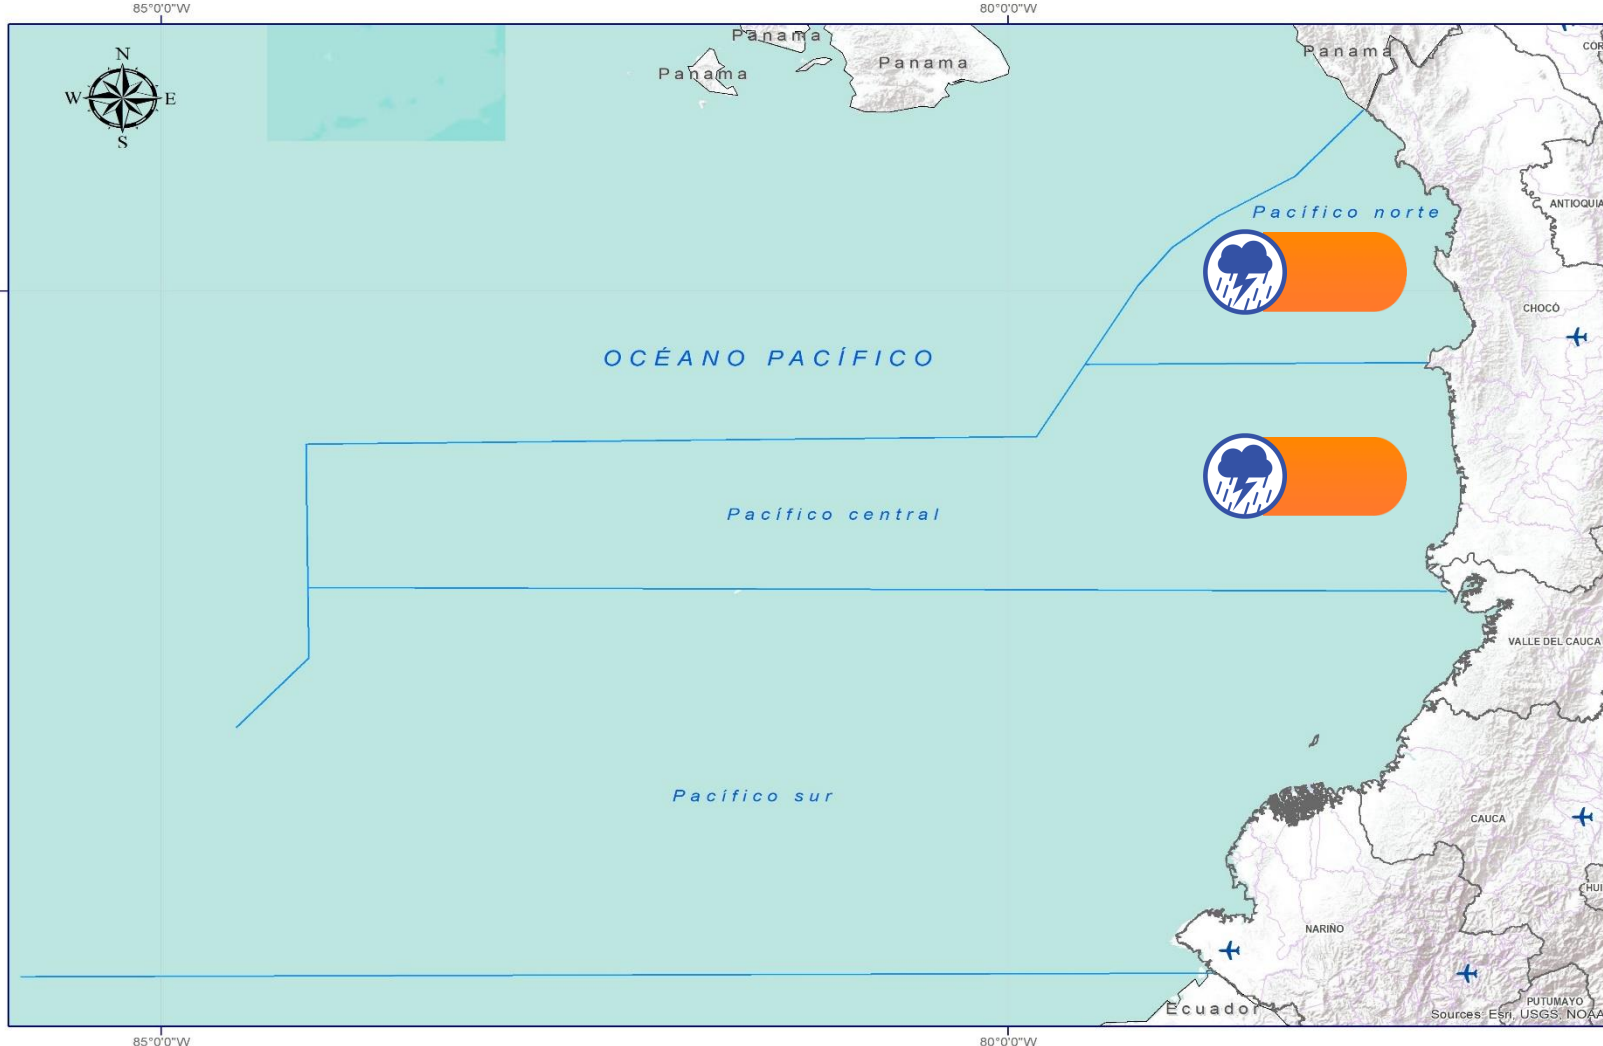 85°0'0"W
80°0'0"W
N
W
E
S
Panama
Panama
Panama
Panama
COR
ANTIOQUIA
Pacífico norte
CHOCÓ
OCÉANO PACÍFICO
Pacífico central
VALLE DEL CAUCA
Pacífico sur
CAUCA
HUI
NARIÑO
PUTUMAYO
Ecuador
Sources: Esri, USGS, NOAA
85°0'0"W
80°0'0"W